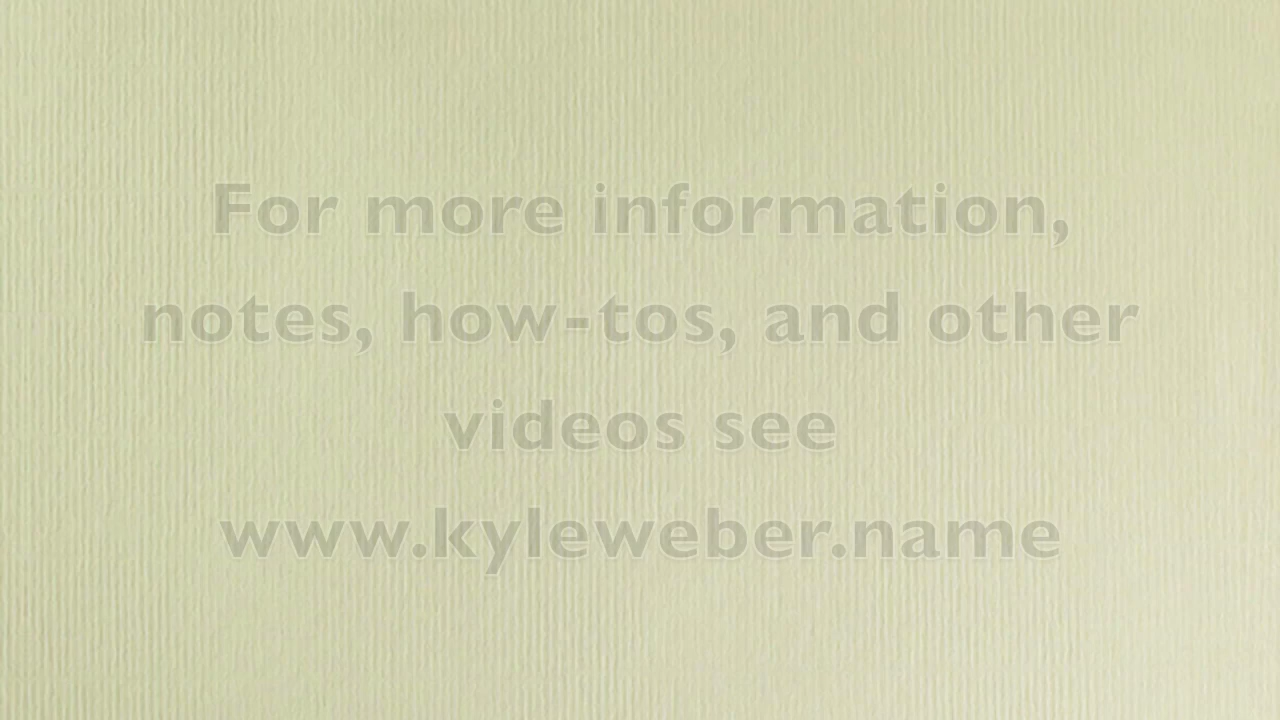 For more information,
notes, how-tos, and other
videos see
www.kyleweber.name